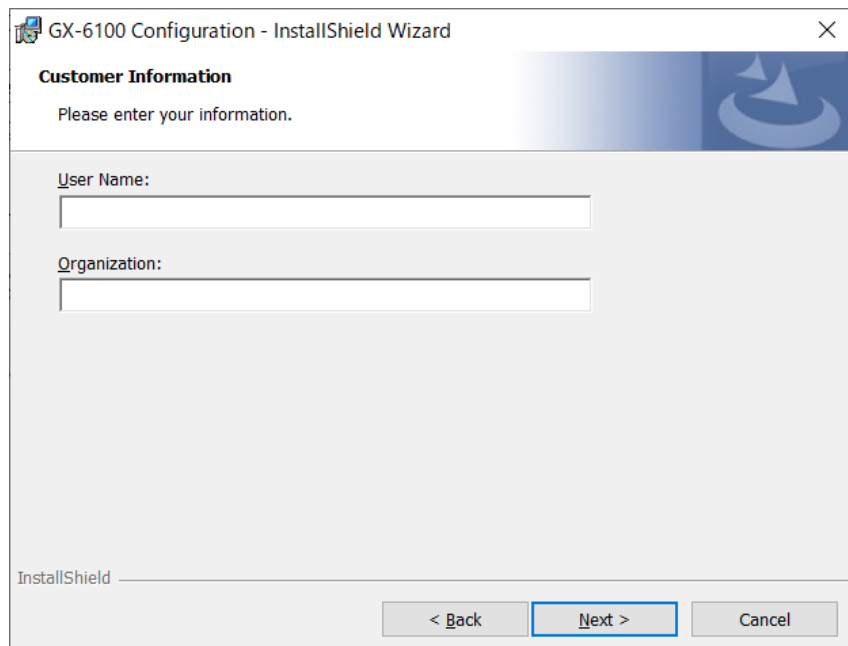 GX-6100 Configuration - InstallShield Wizard
Customer Information
Please enter your information.
User Name:
Organization:
InstallShield
< Back
Next >
Cancel